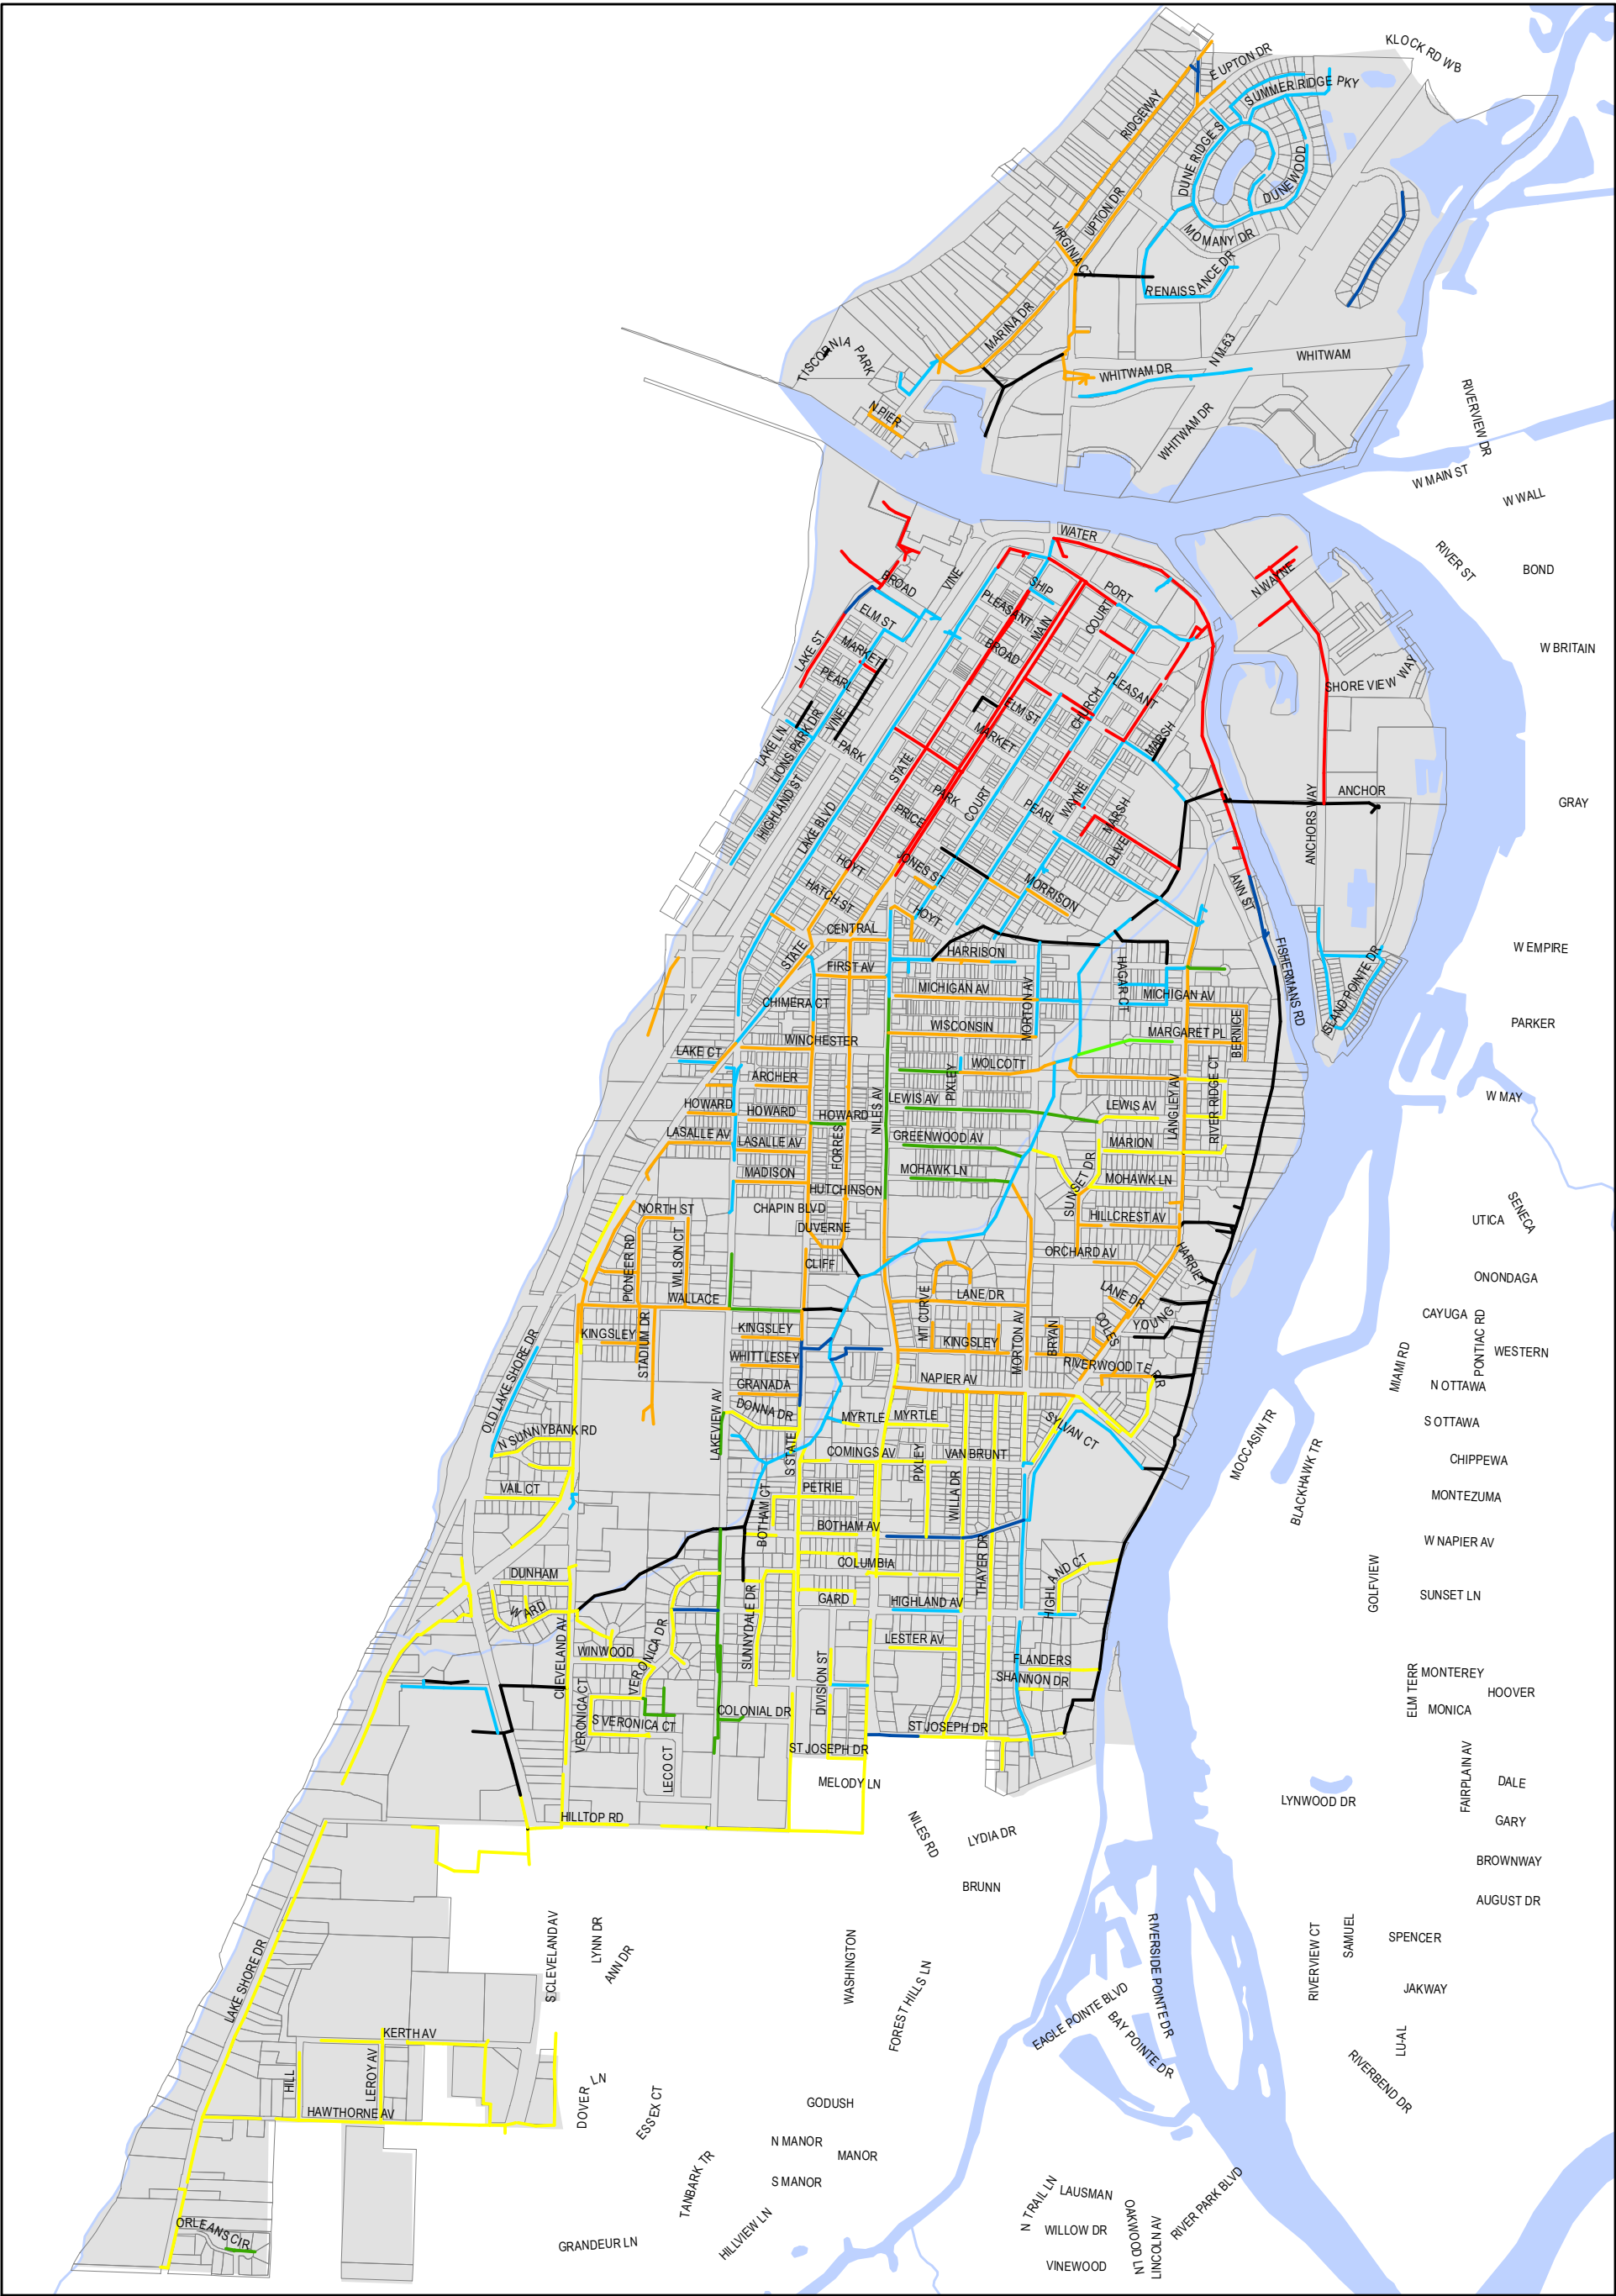 KLOCK RD WB
E UPTON DR
SUMMER RIDGE PKY
RIDGEWAY
DUNE RIDGE S
DUNEWOOD
UPTON DR
VIRGINIA CT
MOMANY DR
RENAISSANCE DR
MARINA DR
TISCORNIA PARK
N M-63
WHITWAM
WHITWAM DR
N PIER
WHITWAM DR
RIVERVIEW DR
W MAIN ST
W WALL
WATER
RIVER ST
BOND
VINE
BROAD
SHIP
PORT
N WAYNE
PLEASANT
ELM ST
MAIN
COURT
LAKE ST
MARKET
BROAD
W BRITAIN
PEARL
PLEASANT
SHORE VIEW WAY
CHURCH
ELM ST
VINE
LIONS PARK DR
LAKE LN
MARKET
MARSH
PARK
STATE
HIGHLAND ST
PARK
COURT
ANCHOR
WAYNE
GRAY
PEARL
PRICE
MARSH
LAKE BLVD
ANCHORS WAY
OLIVE
HOYT
JONES ST
MORRISON
ANN ST
HATCH ST
HOYT
CENTRAL
HARRISON
STATE
W EMPIRE
FISHERMANS RD
FIRST AV
HAGAR CT
ISLAND POINTE DR
MICHIGAN AV
MICHIGAN AV
CHIMERA CT
MORTON AV
WISCONSIN
PARKER
MARGARET PL
BERNICE
WINCHESTER
LAKE CT
WOLCOTT
ARCHER
PIXLEY
RIVER RIDGE CT
W MAY
LEWIS AV
HOWARD
LEWIS AV
LANGLEY AV
HOWARD
HOWARD
NILES AV
LASALLE AV
LASALLE AV
GREENWOOD AV
MARION
FORRES
MADISON
MOHAWK LN
MOHAWK LN
SUNSET DR
HUTCHINSON
CHAPIN BLVD
NORTH ST
SENECA
HILLCREST AV
UTICA
DUVERNE
PIONEER RD
WILSON CT
ORCHARD AV
HARRIET
CLIFF
ONONDAGA
LANE DR
LANE DR
WALLACE
CAYUGA
MT CURVE
YOUNG
COLES
PONTIAC RD
KINGSLEY
KINGSLEY
KINGSLEY
BRYAN
STADIUM DR
MORTON AV
WESTERN
MIAMI RD
WHITTLESEY
RIVERWOOD TERR
OLD LAKE SHORE DR
NAPIER AV
GRANADA
N OTTAWA
DONNA DR
MYRTLE
MYRTLE
S OTTAWA
SYLVAN CT
MOCCASIN TR
LAKEVIEW AV
N SUNNYBANK RD
S STATE
COMINGS AV
VAN BRUNT
CHIPPEWA
PIXLEY
BLACKHAWK TR
VAIL CT
PETRIE
WILLA DR
MONTEZUMA
BOTHAM CT
BOTHAM AV
W NAPIER AV
COLUMBIA
THAYER DR
HIGHLAND CT
DUNHAM
GOLFVIEW
SUNSET LN
WARD
SUNNYDALE DR
GARD
HIGHLAND AV
LESTER AV
VERONICA DR
CLEVELAND AV
WINWOOD
FLANDERS
SHANNON DR
MONTEREY
ELM TERR
HOOVER
DIVISION ST
MONICA
VERONICA CT
S VERONICA CT
COLONIAL DR
ST JOSEPH DR
ST JOSEPH DR
LECO CT
FAIRPLAIN AV
MELODY LN
DALE
LYNWOOD DR
HILLTOP RD
GARY
NILES RD
LYDIA DR
BROWNWAY
BRUNN
AUGUST DR
S CLEVELAND AV
LYNN DR
SAMUEL
SPENCER
RIVERVIEW CT
ANN DR
WASHINGTON
RIVERSIDE POINTE DR
LAKE SHORE DR
FOREST HILLS LN
JAKWAY
EAGLE POINTE BLVD
BAY POINTE DR
KERTH AV
LU-AL
LEROY AV
HILL
RIVERBEND DR
DOVER LN
ESSEX CT
GODUSH
HAWTHORNE AV
N MANOR
MANOR
TANBARK TR
S MANOR
N TRAIL LN
LAUSMAN
RIVER PARK BLVD
OAKWOOD LN
LINCOLN AV
WILLOW DR
ORLEANS CIR
HILLVIEW LN
GRANDEUR LN
VINEWOOD